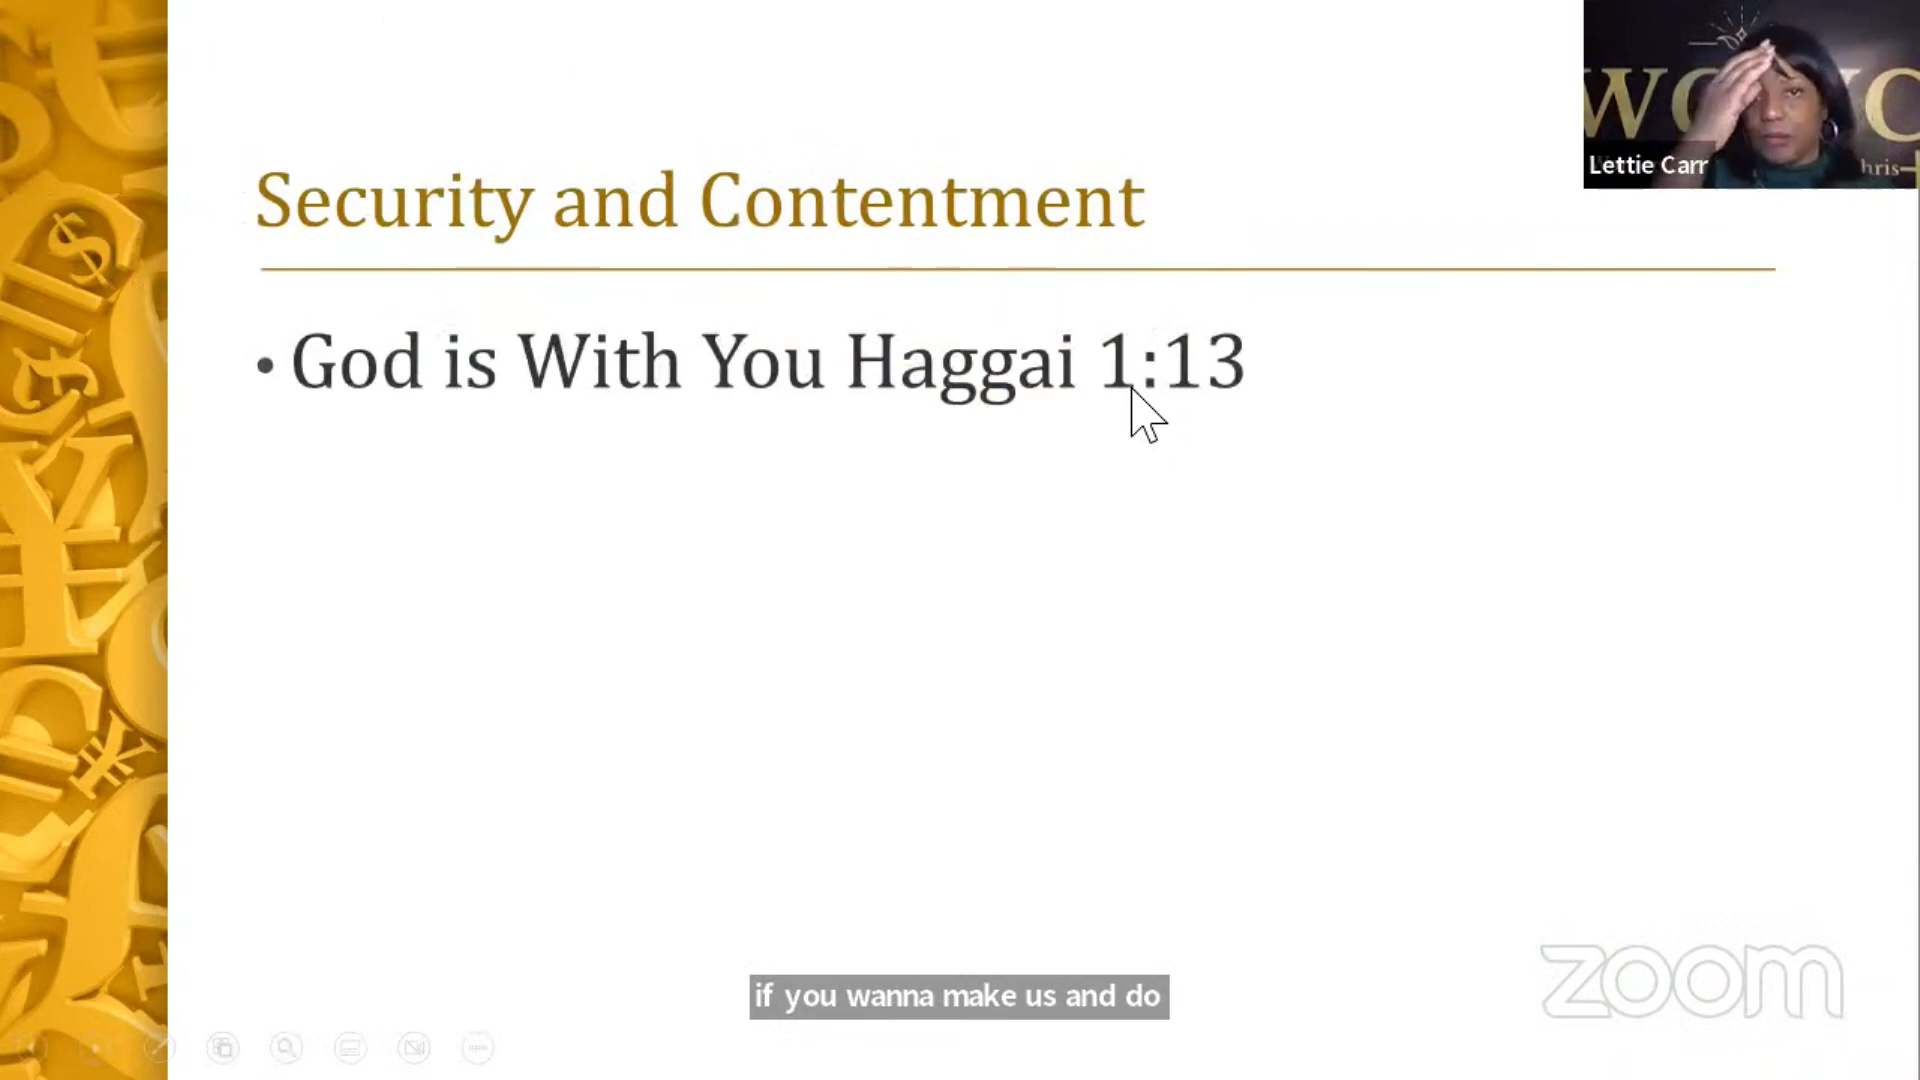 Security and Contentment
• God is With You Haggai 1:13
Lettie Carr
hris
if you wanna make us and do
zoom